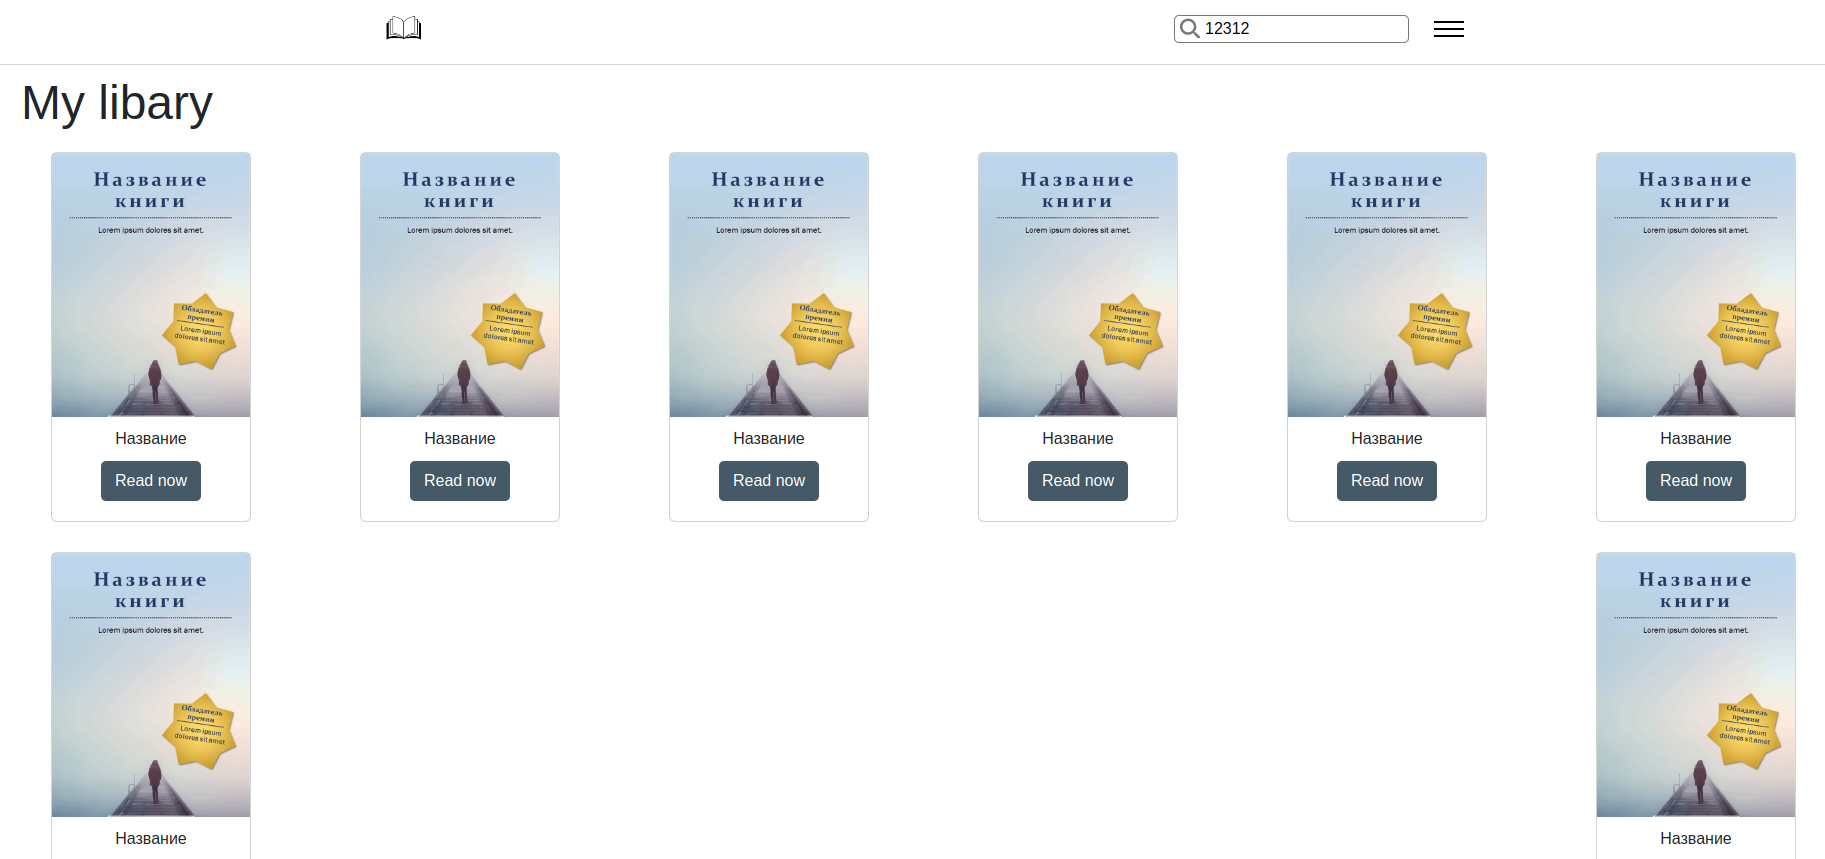 12312
My libary
Название
книги
Lorem ipsum dolores sit amet.
Обладатель
премии
Lorem ipsum
dolores sit amet
Название
Read now
Название
книги
Lorem ipsum dolores sit amet.
Обладатель
премии
Lorem ipsum
dolores sit amet
Название
Read now
Название
книги
Lorem ipsum dolores sit amet.
Обладатель
премии
Lorem ipsum
dolores sit amet
Название
Read now
Название
книги
Lorem ipsum dolores sit amet.
Обладатель
премии
Lorem ipsum
dolores sit amet
Название
Read now
Название
книги
Lorem ipsum dolores sit amet.
Обладатель
премии
Lorem ipsum
dolores sit amet
Название
Read now
Название
книги
Lorem ipsum dolores sit amet.
Обладатель
премии
Lorem ipsum
dolores sit amet
Название
Read now
Название
книги
Lorem ipsum dolores sit amet.
Обладатель
премии
Lorem ipsum
dolores sit amet
Название
Название
книги
Lorem ipsum dolores sit amet.
Обладатель
премии
Lorem ipsum
dolores sit amet
Название